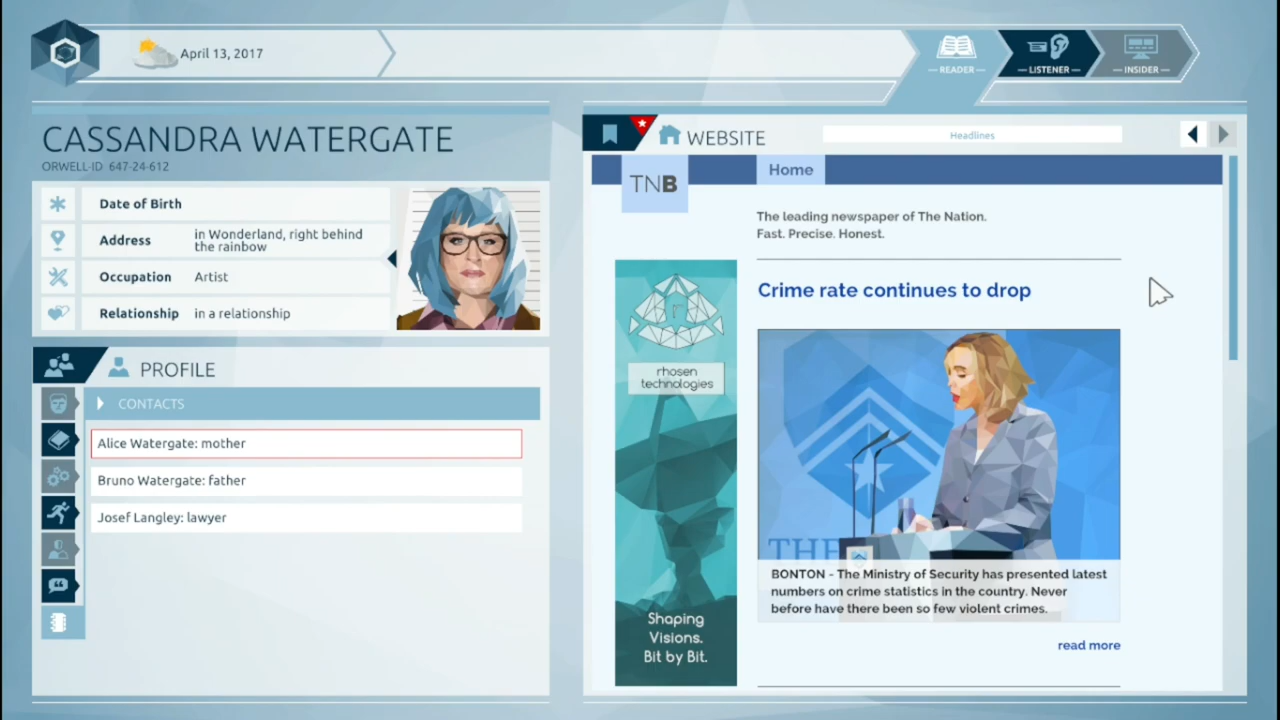 April 13, 2017
— READER —
— LISTENER —
— INSIDER —
CASSANDRA WATERGATE
ORWELL-ID 647-24-612
Date of Birth
Address in Wonderland, right behind
the rainbow
Occupation Artist
Relationship in a relationship
PROFILE
CONTACTS
Alice Watergate: mother
Bruno Watergate: father
Josef Langley: lawyer
WEBSITE
Headlines
TNB
Home
The leading newspaper of The Nation.
Fast. Precise. Honest.
rhosen
technologies
Shaping
Visions.
Bit by Bit.
Crime rate continues to drop
THE
BONTON - The Ministry of Security has presented latest
numbers on crime statistics in the country. Never
before have there been so few violent crimes.
read more